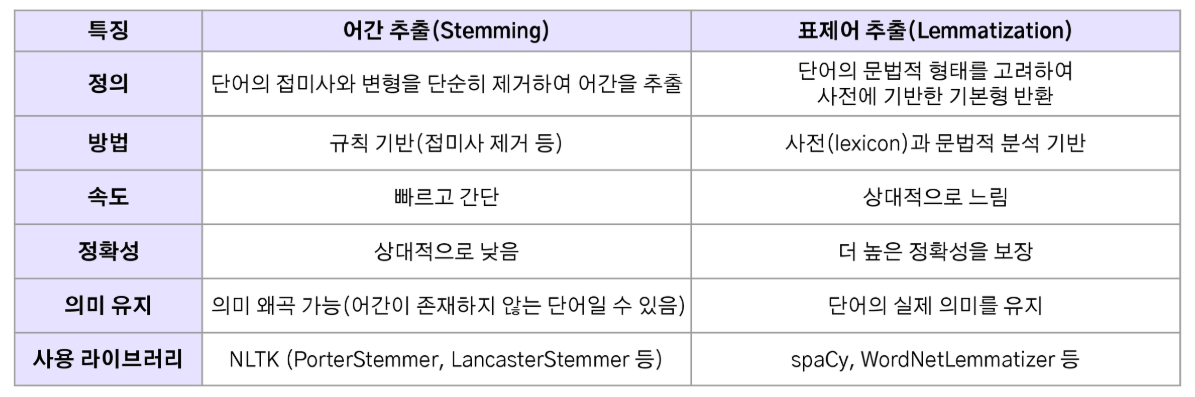 특징 어간 추출(Stemming) 표제어 추출(Lemmatization)
정의 단어의 접미사와 변형을 단순히 제거하여 어간을 추출 단어의 문법적 형태를 고려하여
사전에 기반한 기본형 반환
방법 규칙 기반(접미사 제거 등) 사전(lexicon)과 문법적 분석 기반
속도 빠르고 간단 상대적으로 느림
정확성 상대적으로 낮음 더 높은 정확성을 보장
의미 유지 의미 왜곡 가능(어간이 존재하지 않는 단어일 수 있음) 단어의 실제 의미를 유지
사용 라이브러리 NLTK (PorterStemmer, LancasterStemmer 등) spaCy, WordNetLemmatizer 등